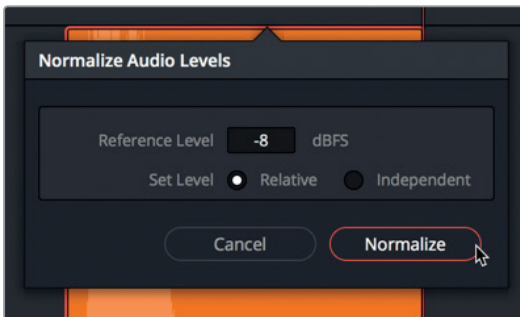 Normalize Audio Levels
Reference Level -8 dBFS
Set Level Relative Independent
Cancel Normalize